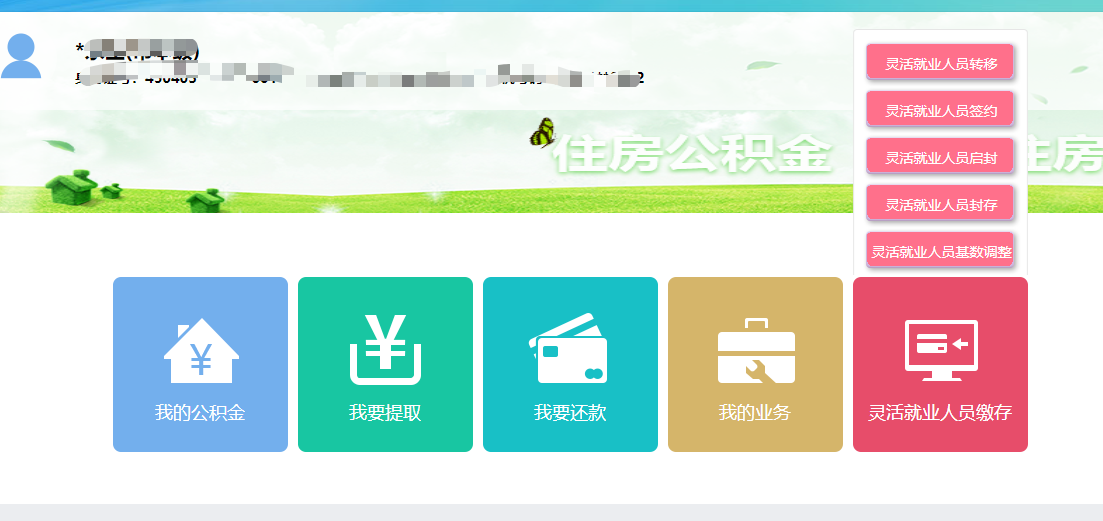 灵活就业人员转移
灵活就业人员签约
住房公积金
住房
灵活就业人员启封
灵活就业人员封存
灵活就业人员基数调整
我的公积金
我要提取
我要还款
我的业务
灵活就业人员缴存